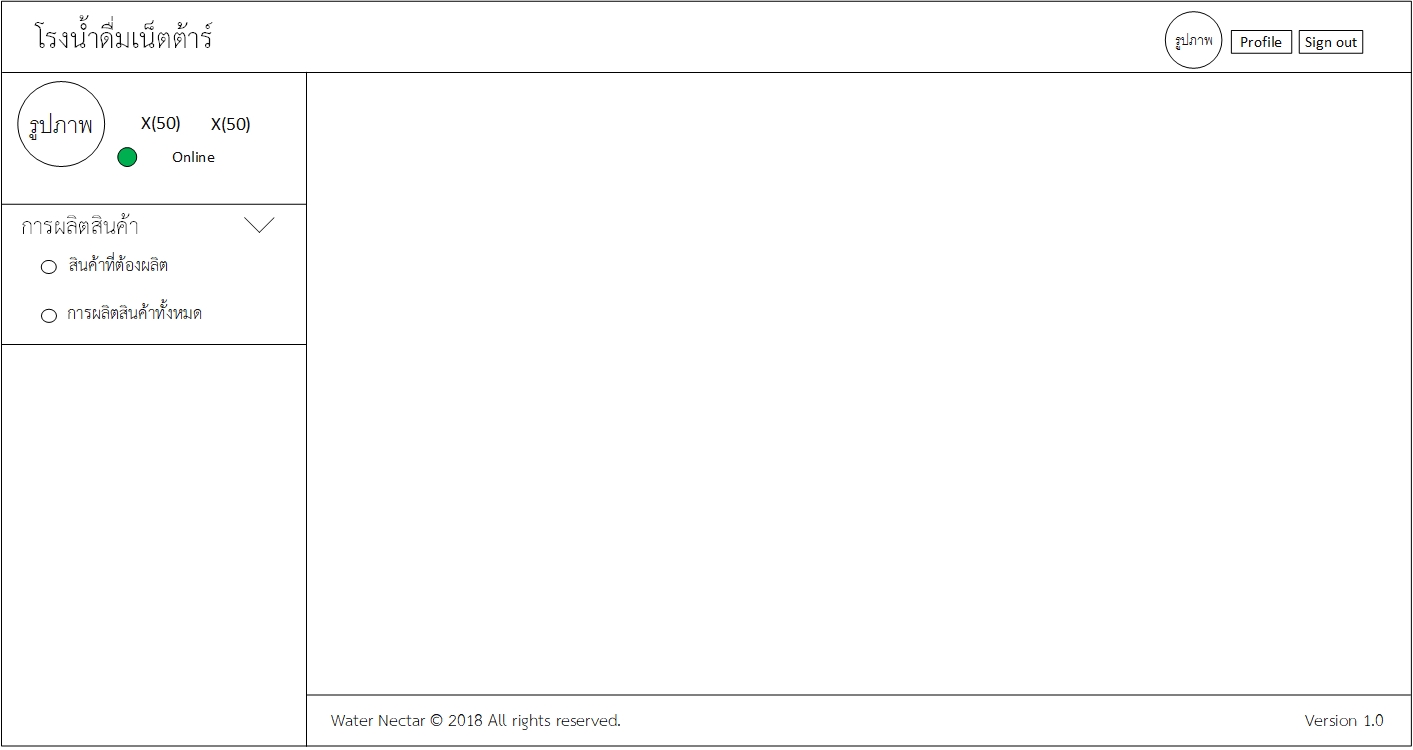 โรงน้ำดื่มเน็ตต้าร์
รูปภาพ Profile Sign out
รูปภาพ X(50) X(50)
Online
การผลิตสินค้า
สินค้าที่ต้องผลิต
การผลิตสินค้าทั้งหมด
Water Nectar © 2018 All rights reserved. Version 1.0